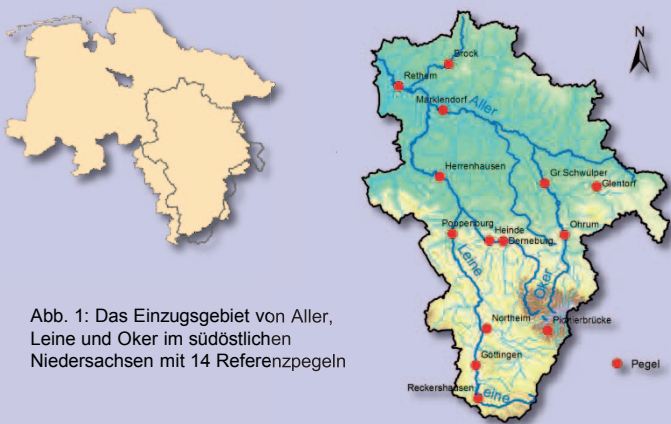 N
Brock
Rethem
Marklendorf
Aller
Herrenhausen
Gr.Schwülper
Glentorf
Poppenburg
Heinde
Derneburg
Ohrum
Leine
Oker
Northeim
Pionierbrücke
Göttingen
Pegel
Reckershausen
Leine
Abb. 1: Das Einzugsgebiet von Aller,
Leine und Oker im südöstlichen
Niedersachsen mit 14 Referenzpegeln